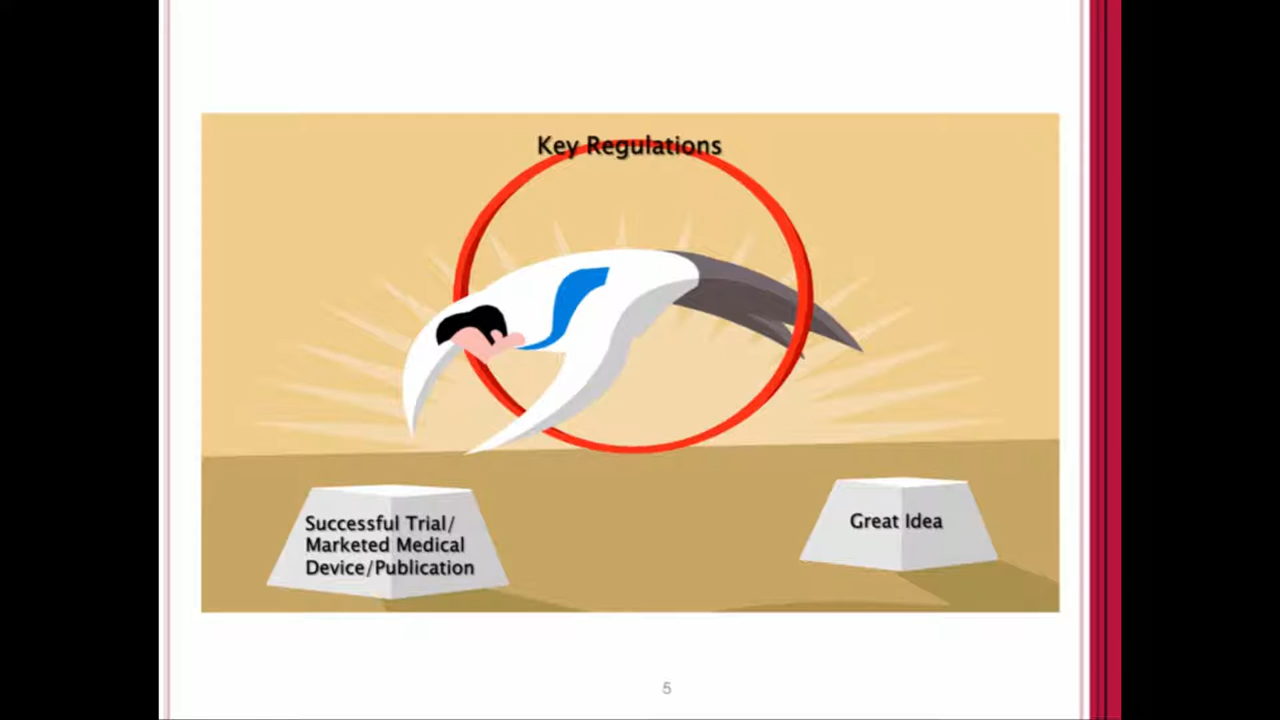 Key Regulations
Successful Trial/
Marketed Medical
Device/Publication
Great Idea
5